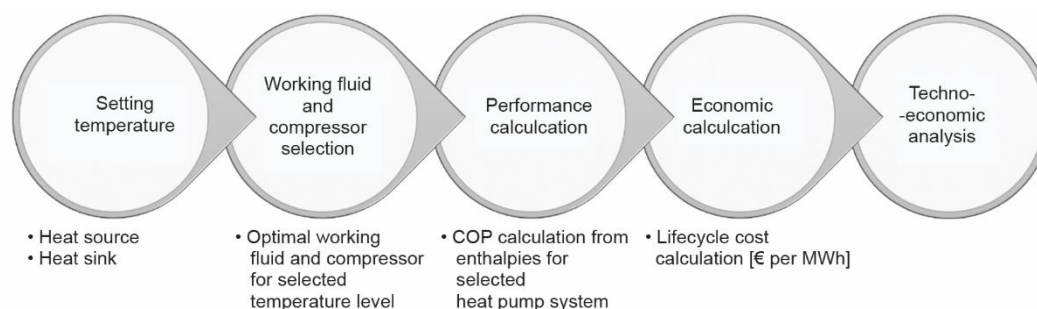 Setting
temperature
Working fluid
and
compressor
selection
Performance
calculcation
Economic
calculcation
Techno-
-economic
analysis
• Heat source
• Heat sink
• Optimal working
fluid and compressor
for selected
temperature level
• COP calculation from
enthalpies for
selected
heat pump system
• Lifecycle cost
calculation [€ per MWh]